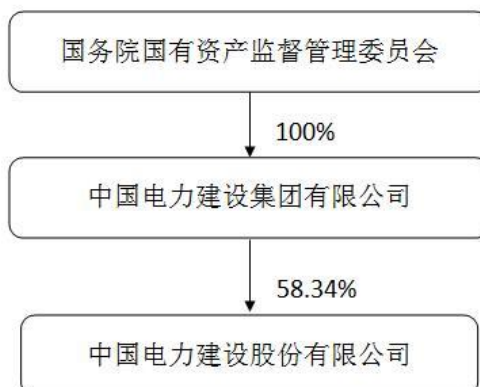 国务院国有资产监督管理委员会
100%
中国电力建设集团有限公司
58.34%
中国电力建设股份有限公司